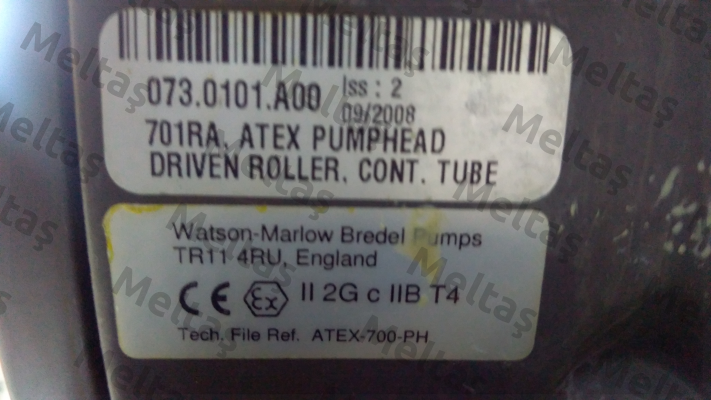 073.0101.A00 Iss: 2
09/2008
701RA, ATEX PUMPHEAD
DRIVEN ROLLER, CONT. TUBE
Watson-Marlow Bredel Pumps
TR11 4RU, England
CE Ex II 2G c IIB T4
Tech. File Ref. ATEX-700-PH
Meltaş